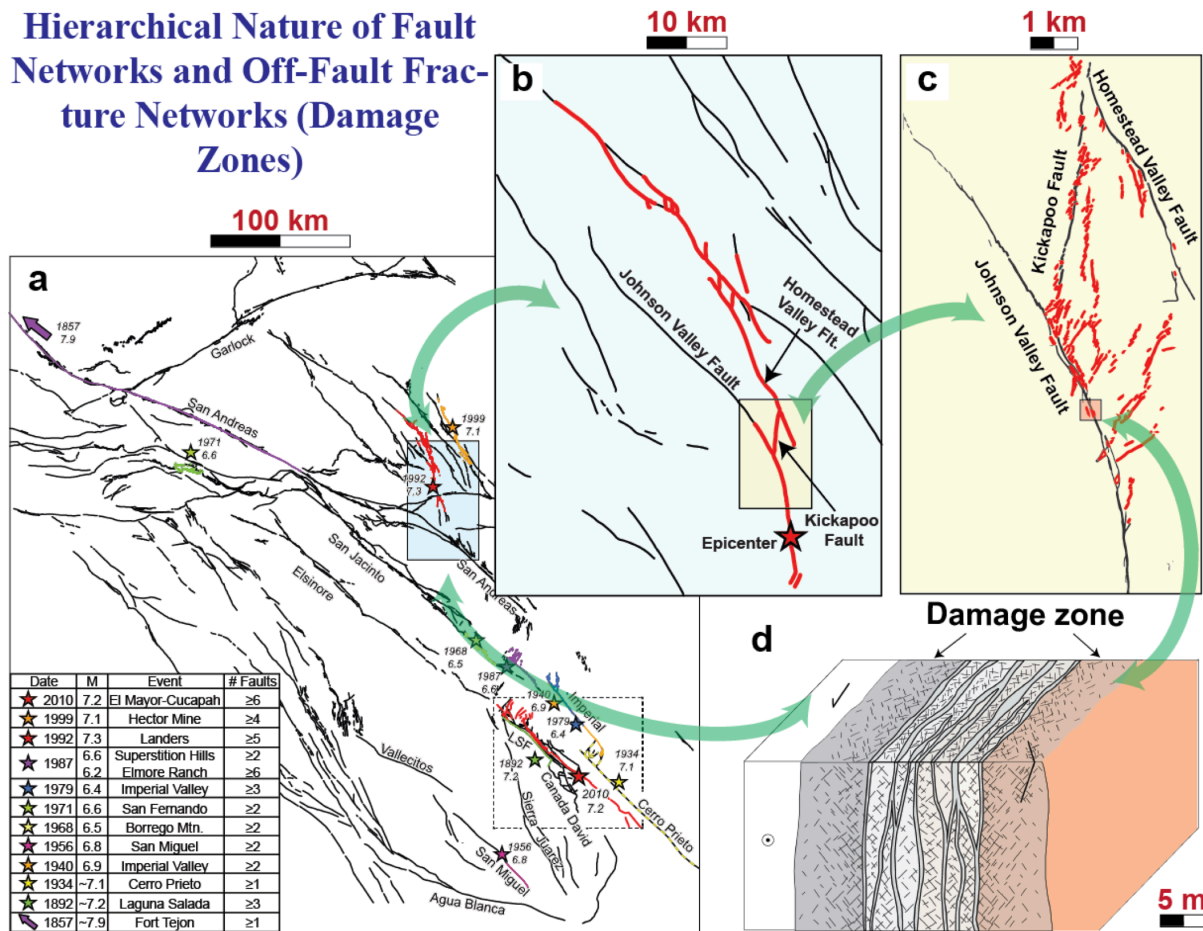 Hierarchical Nature of Fault
Networks and Off-Fault Frac-
ture Networks (Damage
Zones)
100 km
10 km
1 km
a
1857
7.9
Garlock
San Andreas
1971
6.6
1999
7.1
1992
7.3
San Jacinto
Elsinore
San Andreas
1968
6.5
1987
6.6
1940
6.9
Imperial
1979
6.4
1934
7.1
LSF
1892
7.2
2010
7.2
Canada David
Cerro Prieto
Sierra Juarez
Vallecitos
1956
6.8
San Miguel
Agua Blanca
Date M Event # Faults
2010 7.2 El Mayor-Cucapah ≥6
1999 7.1 Hector Mine ≥4
1992 7.3 Landers ≥5
1987 6.6 Superstition Hills ≥2
6.2 Elmore Ranch ≥6
1979 6.4 Imperial Valley ≥3
1971 6.6 San Fernando ≥2
1968 6.5 Borrego Mtn. ≥2
1956 6.8 San Miguel ≥2
1940 6.9 Imperial Valley ≥2
1934 ~7.1 Cerro Prieto ≥1
1892 ~7.2 Laguna Salada ≥3
1857 ~7.9 Fort Tejon ≥1
b
Johnson Valley Fault
Homestead
Valley Flt.
Kickapoo
Fault
Epicenter
c
Homestead Valley Fault
Kickapoo Fault
Johnson Valley Fault
d
Damage zone
5 m